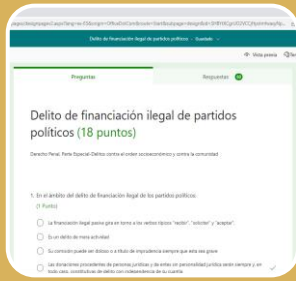 Delito de financiación ilegal de partidos políticos - Guardado
Vista previa
Preguntas
Respuestas
Delito de financiación ilegal de partidos
políticos (18 puntos)
Derecho Penal. Parte Especial-Delitos contra el orden socioeconómico y contra la comunidad
1. En el ámbito del delito de financiación ilegal de los partidos políticos:
(1 Punto)
La financiación ilegal pasiva gira en torno a los verbos típicos "recibir", "solicitar" y "aceptar".
Es un delito de mera actividad.
Su comisión puede ser dolosa o a título de imprudencia siempre que esta sea grave
Las donaciones procedentes de personas jurídicas y de entes sin personalidad jurídica serán siempre y, en
todo caso, constitutivas de delito con independencia de su cuantía